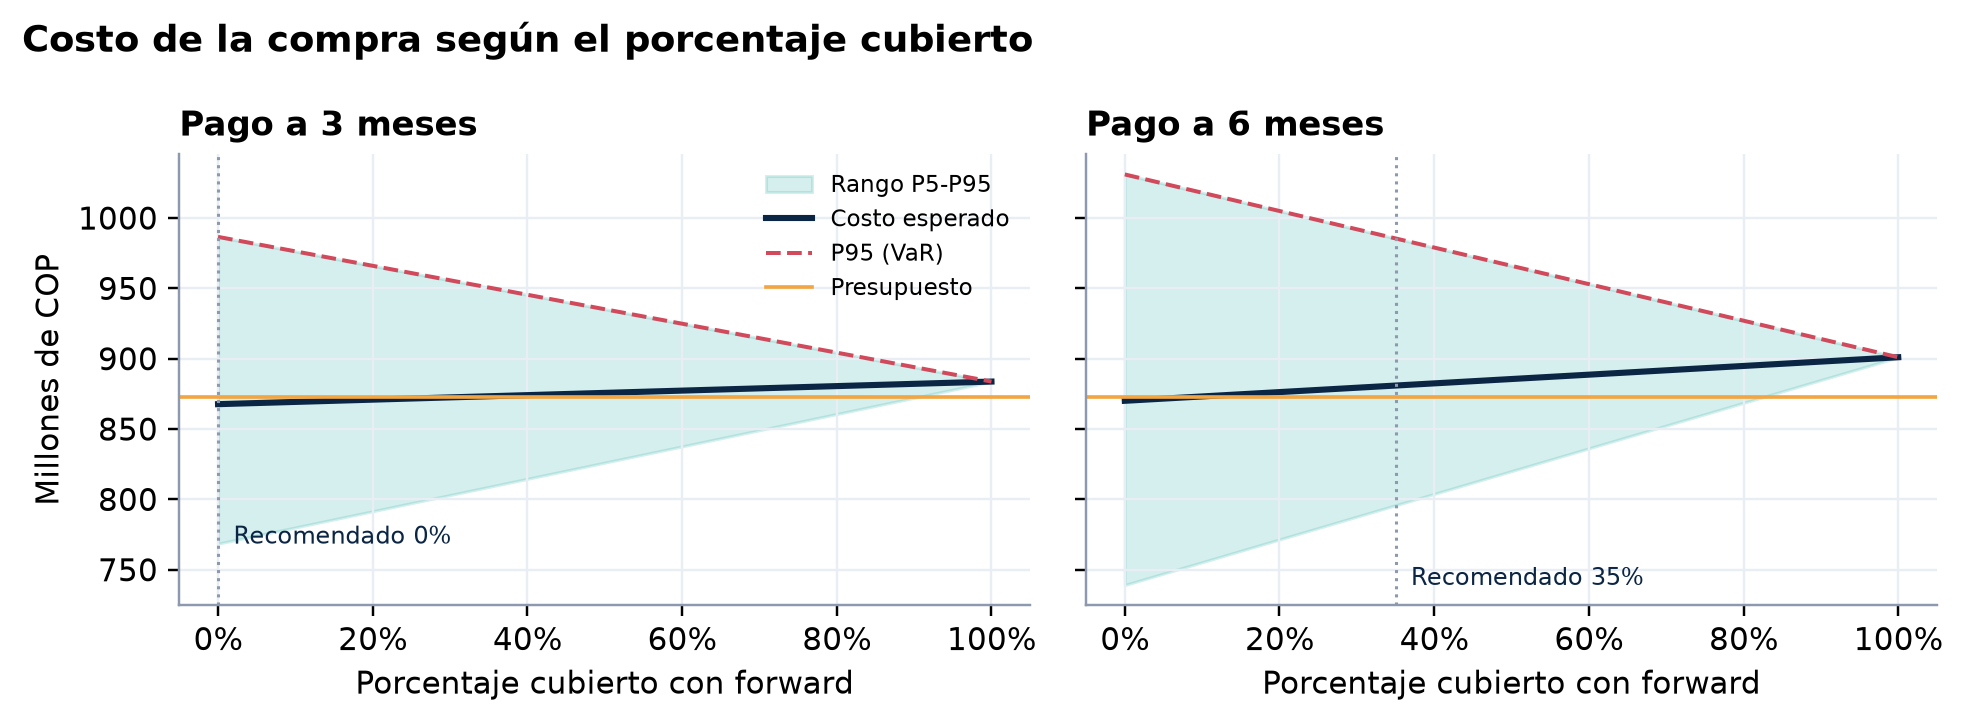 Costo de la compra según el porcentaje cubierto
Pago a 3 meses
Millones de COP
1000
950
900
850
800
750
Rango P5-P95
Costo esperado
P95 (VaR)
Presupuesto
Recomendado 0%
0% 20% 40% 60% 80% 100%
Porcentaje cubierto con forward
Pago a 6 meses
Recomendado 35%
0% 20% 40% 60% 80% 100%
Porcentaje cubierto con forward